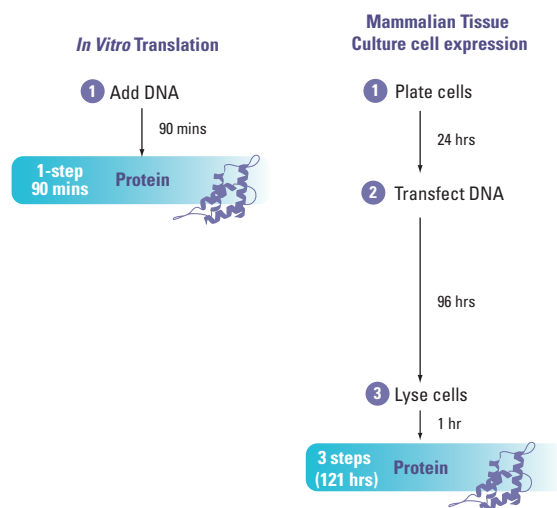 In Vitro Translation
1 Add DNA
90 mins
1-step
90 mins
Protein
Mammalian Tissue
Culture cell expression
1 Plate cells
24 hrs
2 Transfect DNA
96 hrs
3 Lyse cells
1 hr
3 steps
(121 hrs)
Protein